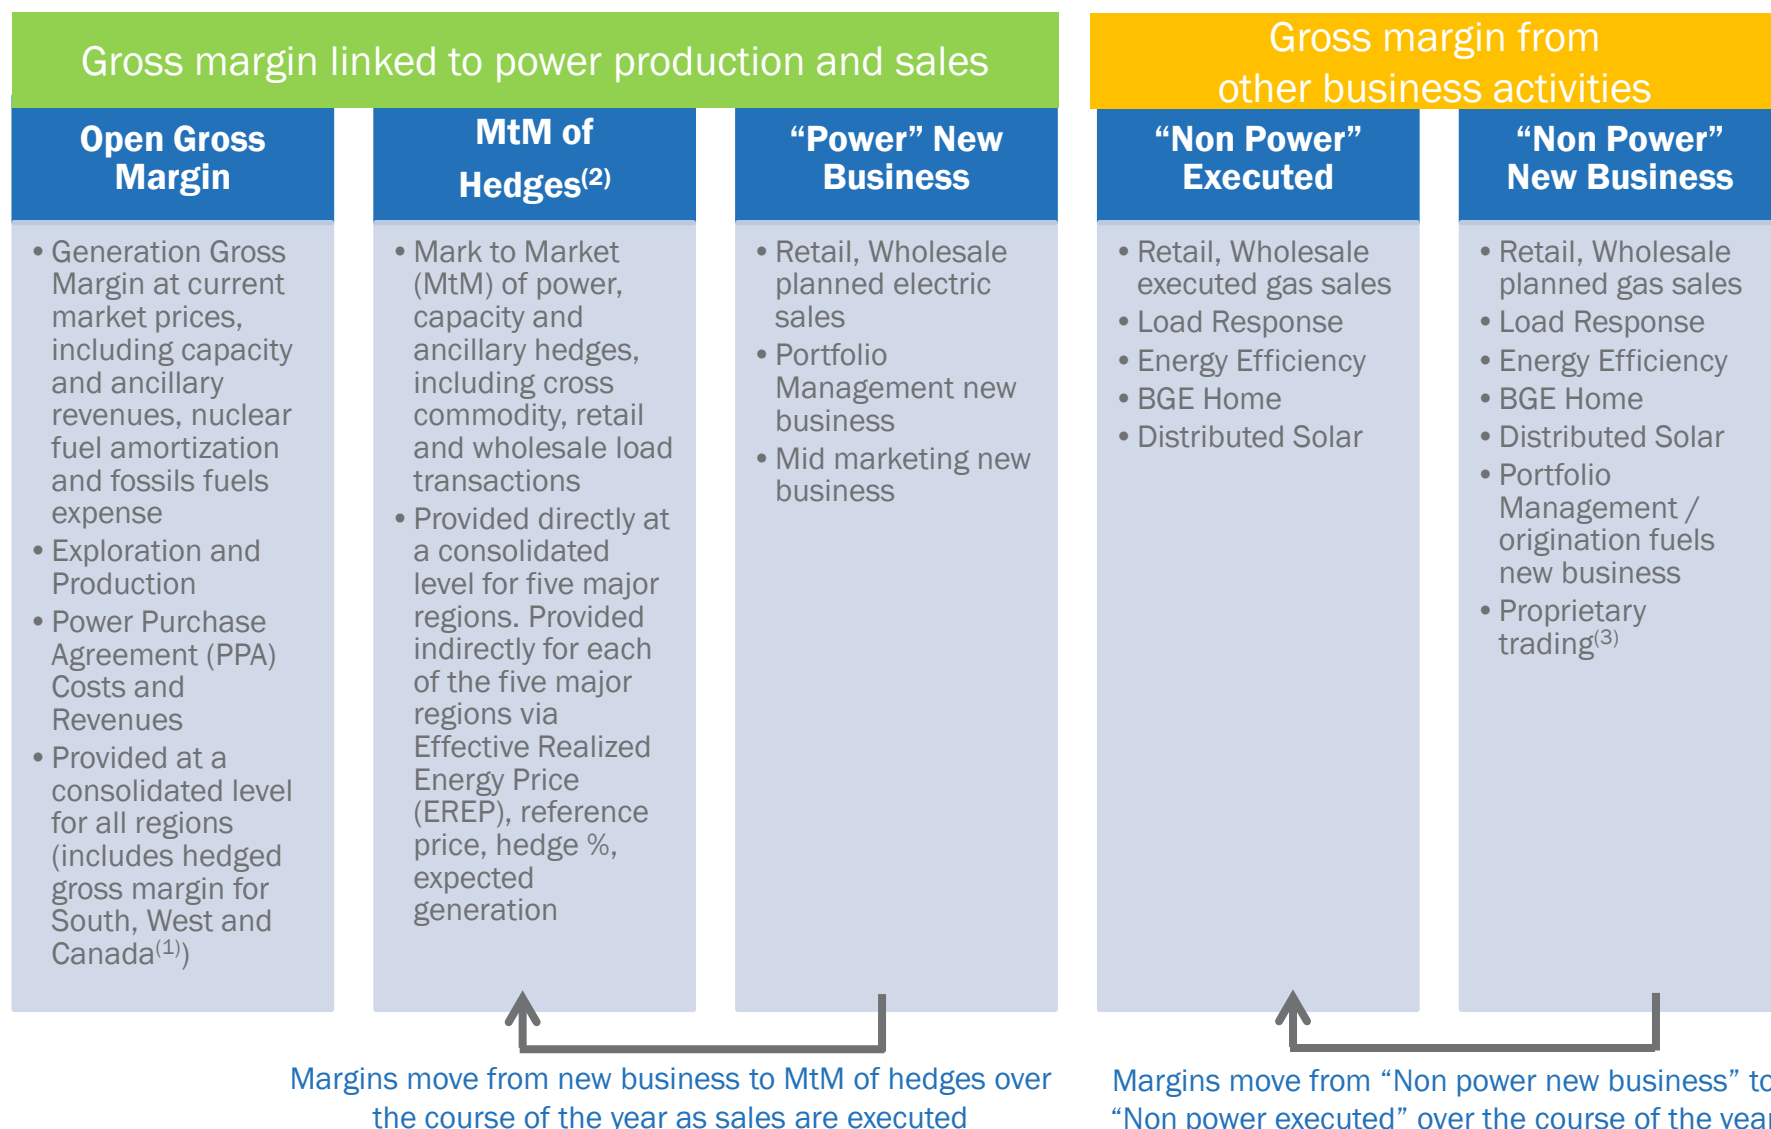 Gross margin linked to power production and sales
Gross margin from
other business activities
Open Gross
Margin
• Generation Gross
Margin at current
market prices,
including capacity
and ancillary
revenues, nuclear
fuel amortization
and fossils fuels
expense
• Exploration and
Production
• Power Purchase
Agreement (PPA)
Costs and
Revenues
• Provided at a
consolidated level
for all regions
(includes hedged
gross margin for
South, West and
Canada(1))
MtM of
Hedges(2)
• Mark to Market
(MtM) of power,
capacity and
ancillary hedges,
including cross
commodity, retail
and wholesale load
transactions
• Provided directly at
a consolidated
level for five major
regions. Provided
indirectly for each
of the five major
regions via
Effective Realized
Energy Price
(EREP), reference
price, hedge %,
expected
generation
“Power” New
Business
• Retail, Wholesale
planned electric
sales
• Portfolio
Management new
business
• Mid marketing new
business
“Non Power”
Executed
• Retail, Wholesale
executed gas sales
• Load Response
• Energy Efficiency
• BGE Home
• Distributed Solar
“Non Power”
New Business
• Retail, Wholesale
planned gas sales
• Load Response
• Energy Efficiency
• BGE Home
• Distributed Solar
• Portfolio
Management /
origination fuels
new business
• Proprietary
trading(3)
Margins move from new business to MtM of hedges over
the course of the year as sales are executed
Margins move from “Non power new business” to
“Non power executed” over the course of the year